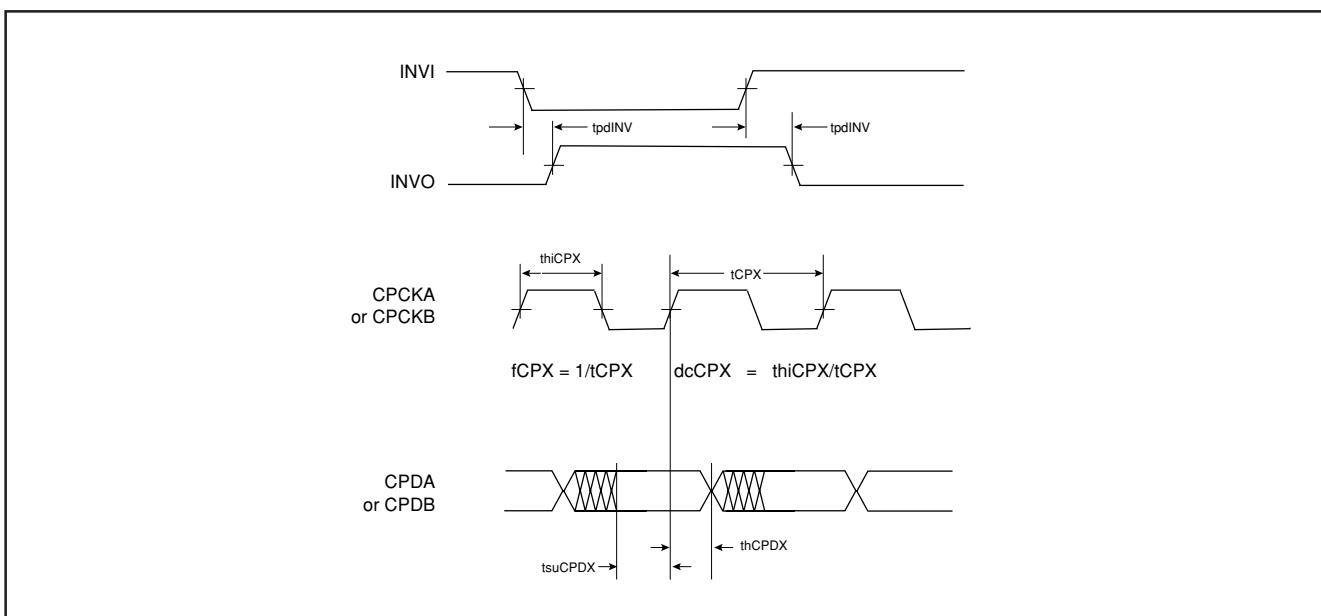 INVI
tpdINV
tpdINV
INVO
thiCPX
tCPX
CPCKA
or CPCKB
fCPX = 1/tCPX
dcCPX = thiCPX/tCPX
CPDA
or CPDB
thCPDX
tsuCPDX